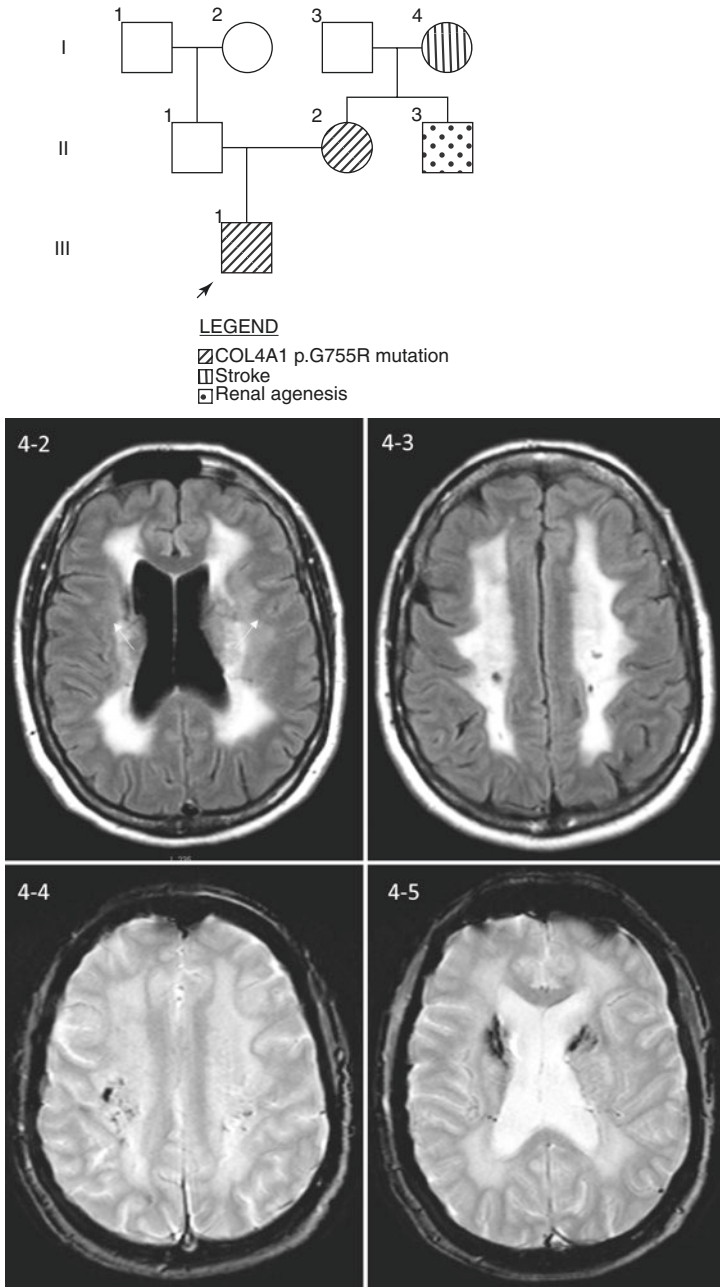 1 2 3 4
I
1 2 3
II
1
III
LEGEND
COL4A1 p.G755R mutation
Stroke
Renal agenesis
4-2 4-3
4-4 4-5